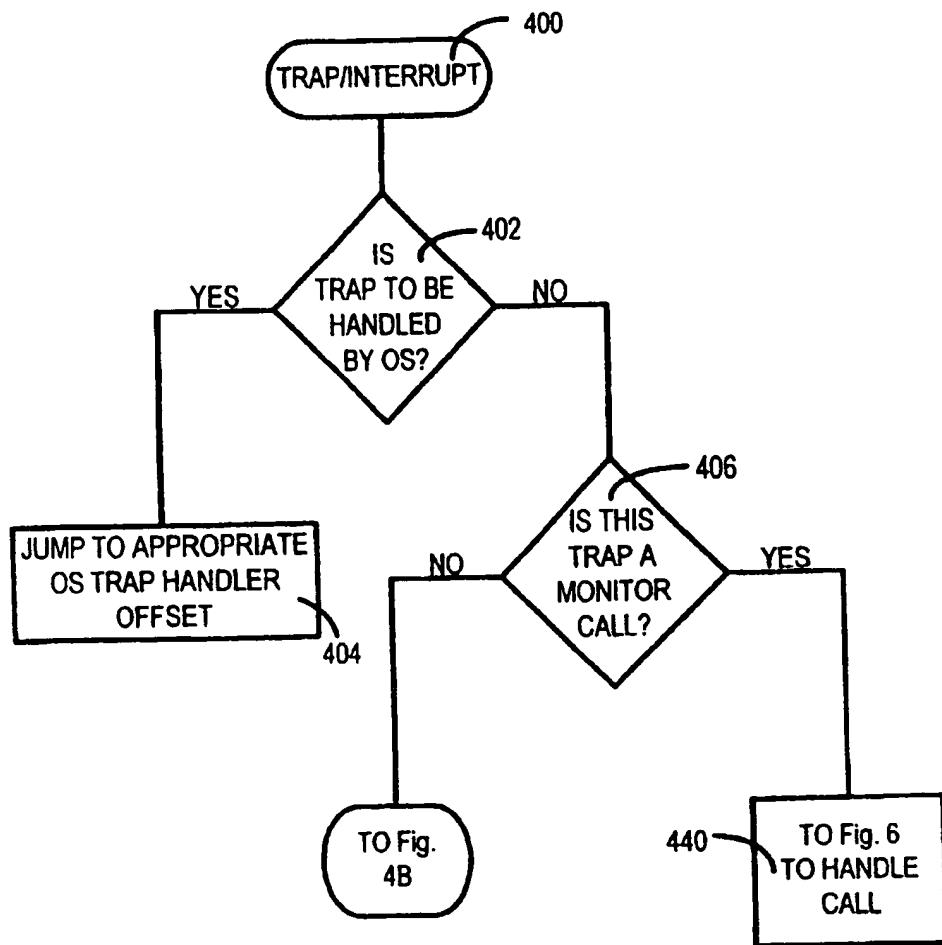 400
TRAP/INTERRUPT
402
IS
TRAP TO BE
HANDLED
BY OS?
YES
NO
406
IS THIS
TRAP A
MONITOR
CALL?
JUMP TO APPROPRIATE
OS TRAP HANDLER
OFFSET
404
NO
YES
TO Fig.
4B
440
TO Fig. 6
TO HANDLE
CALL